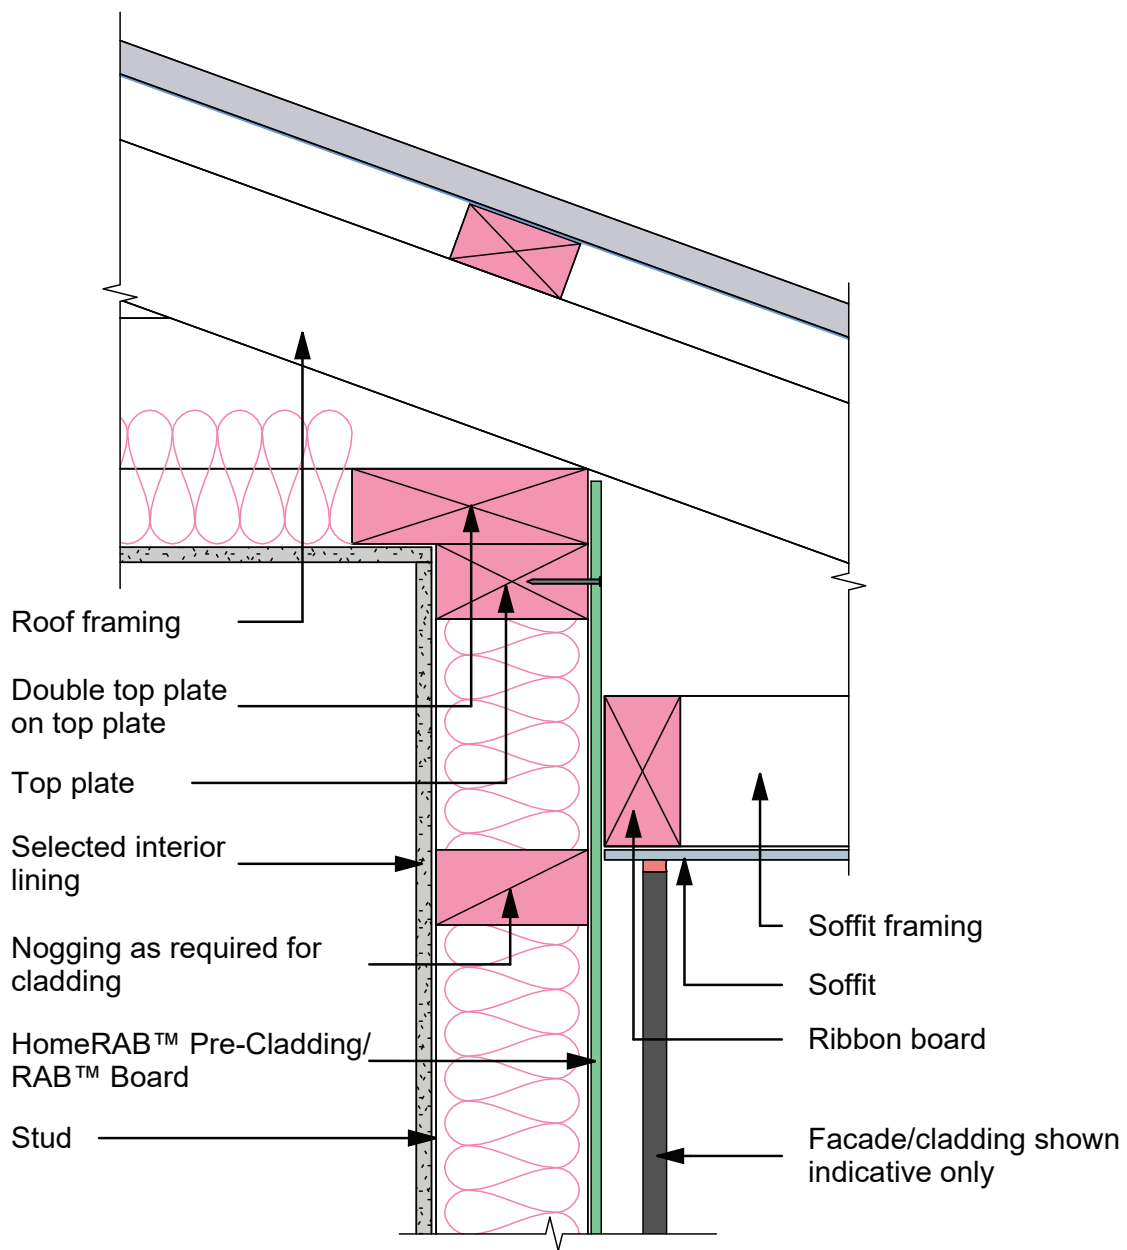 Roof framing
Double top plate
on top plate
Top plate
Selected interior
lining
Nogging as required for
cladding
HomeRAB™ Pre-Cladding/
RAB™ Board
Stud
Soffit framing
Soffit
Ribbon board
Facade/cladding shown
indicative only